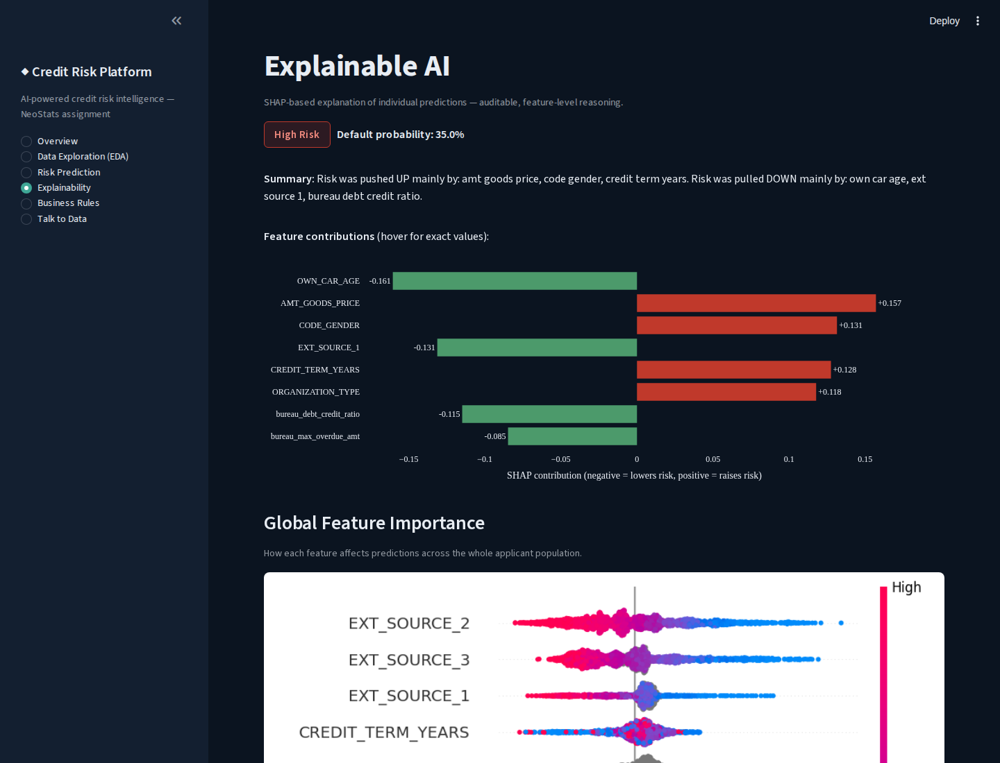 Deploy
◆ Credit Risk Platform
AI-powered credit risk intelligence —
NeoStats assignment
Overview
Data Exploration (EDA)
Risk Prediction
Explainability
Business Rules
Talk to Data
Explainable AI
SHAP-based explanation of individual predictions — auditable, feature-level reasoning.
High Risk Default probability: 35.0%
Summary: Risk was pushed UP mainly by: amt goods price, code gender, credit term years. Risk was pulled DOWN mainly by: own car age, ext
source 1, bureau debt credit ratio.
Feature contributions (hover for exact values):
OWN_CAR_AGE -0.161
AMT_GOODS_PRICE +0.157
CODE_GENDER +0.131
EXT_SOURCE_1 -0.131
CREDIT_TERM_YEARS +0.128
ORGANIZATION_TYPE +0.118
bureau_debt_credit_ratio -0.115
bureau_max_overdue_amt -0.085
−0.15 −0.1 −0.05 0 0.05 0.1 0.15
SHAP contribution (negative = lowers risk, positive = raises risk)
Global Feature Importance
How each feature affects predictions across the whole applicant population.
High
EXT_SOURCE_2
EXT_SOURCE_3
EXT_SOURCE_1
CREDIT_TERM_YEARS